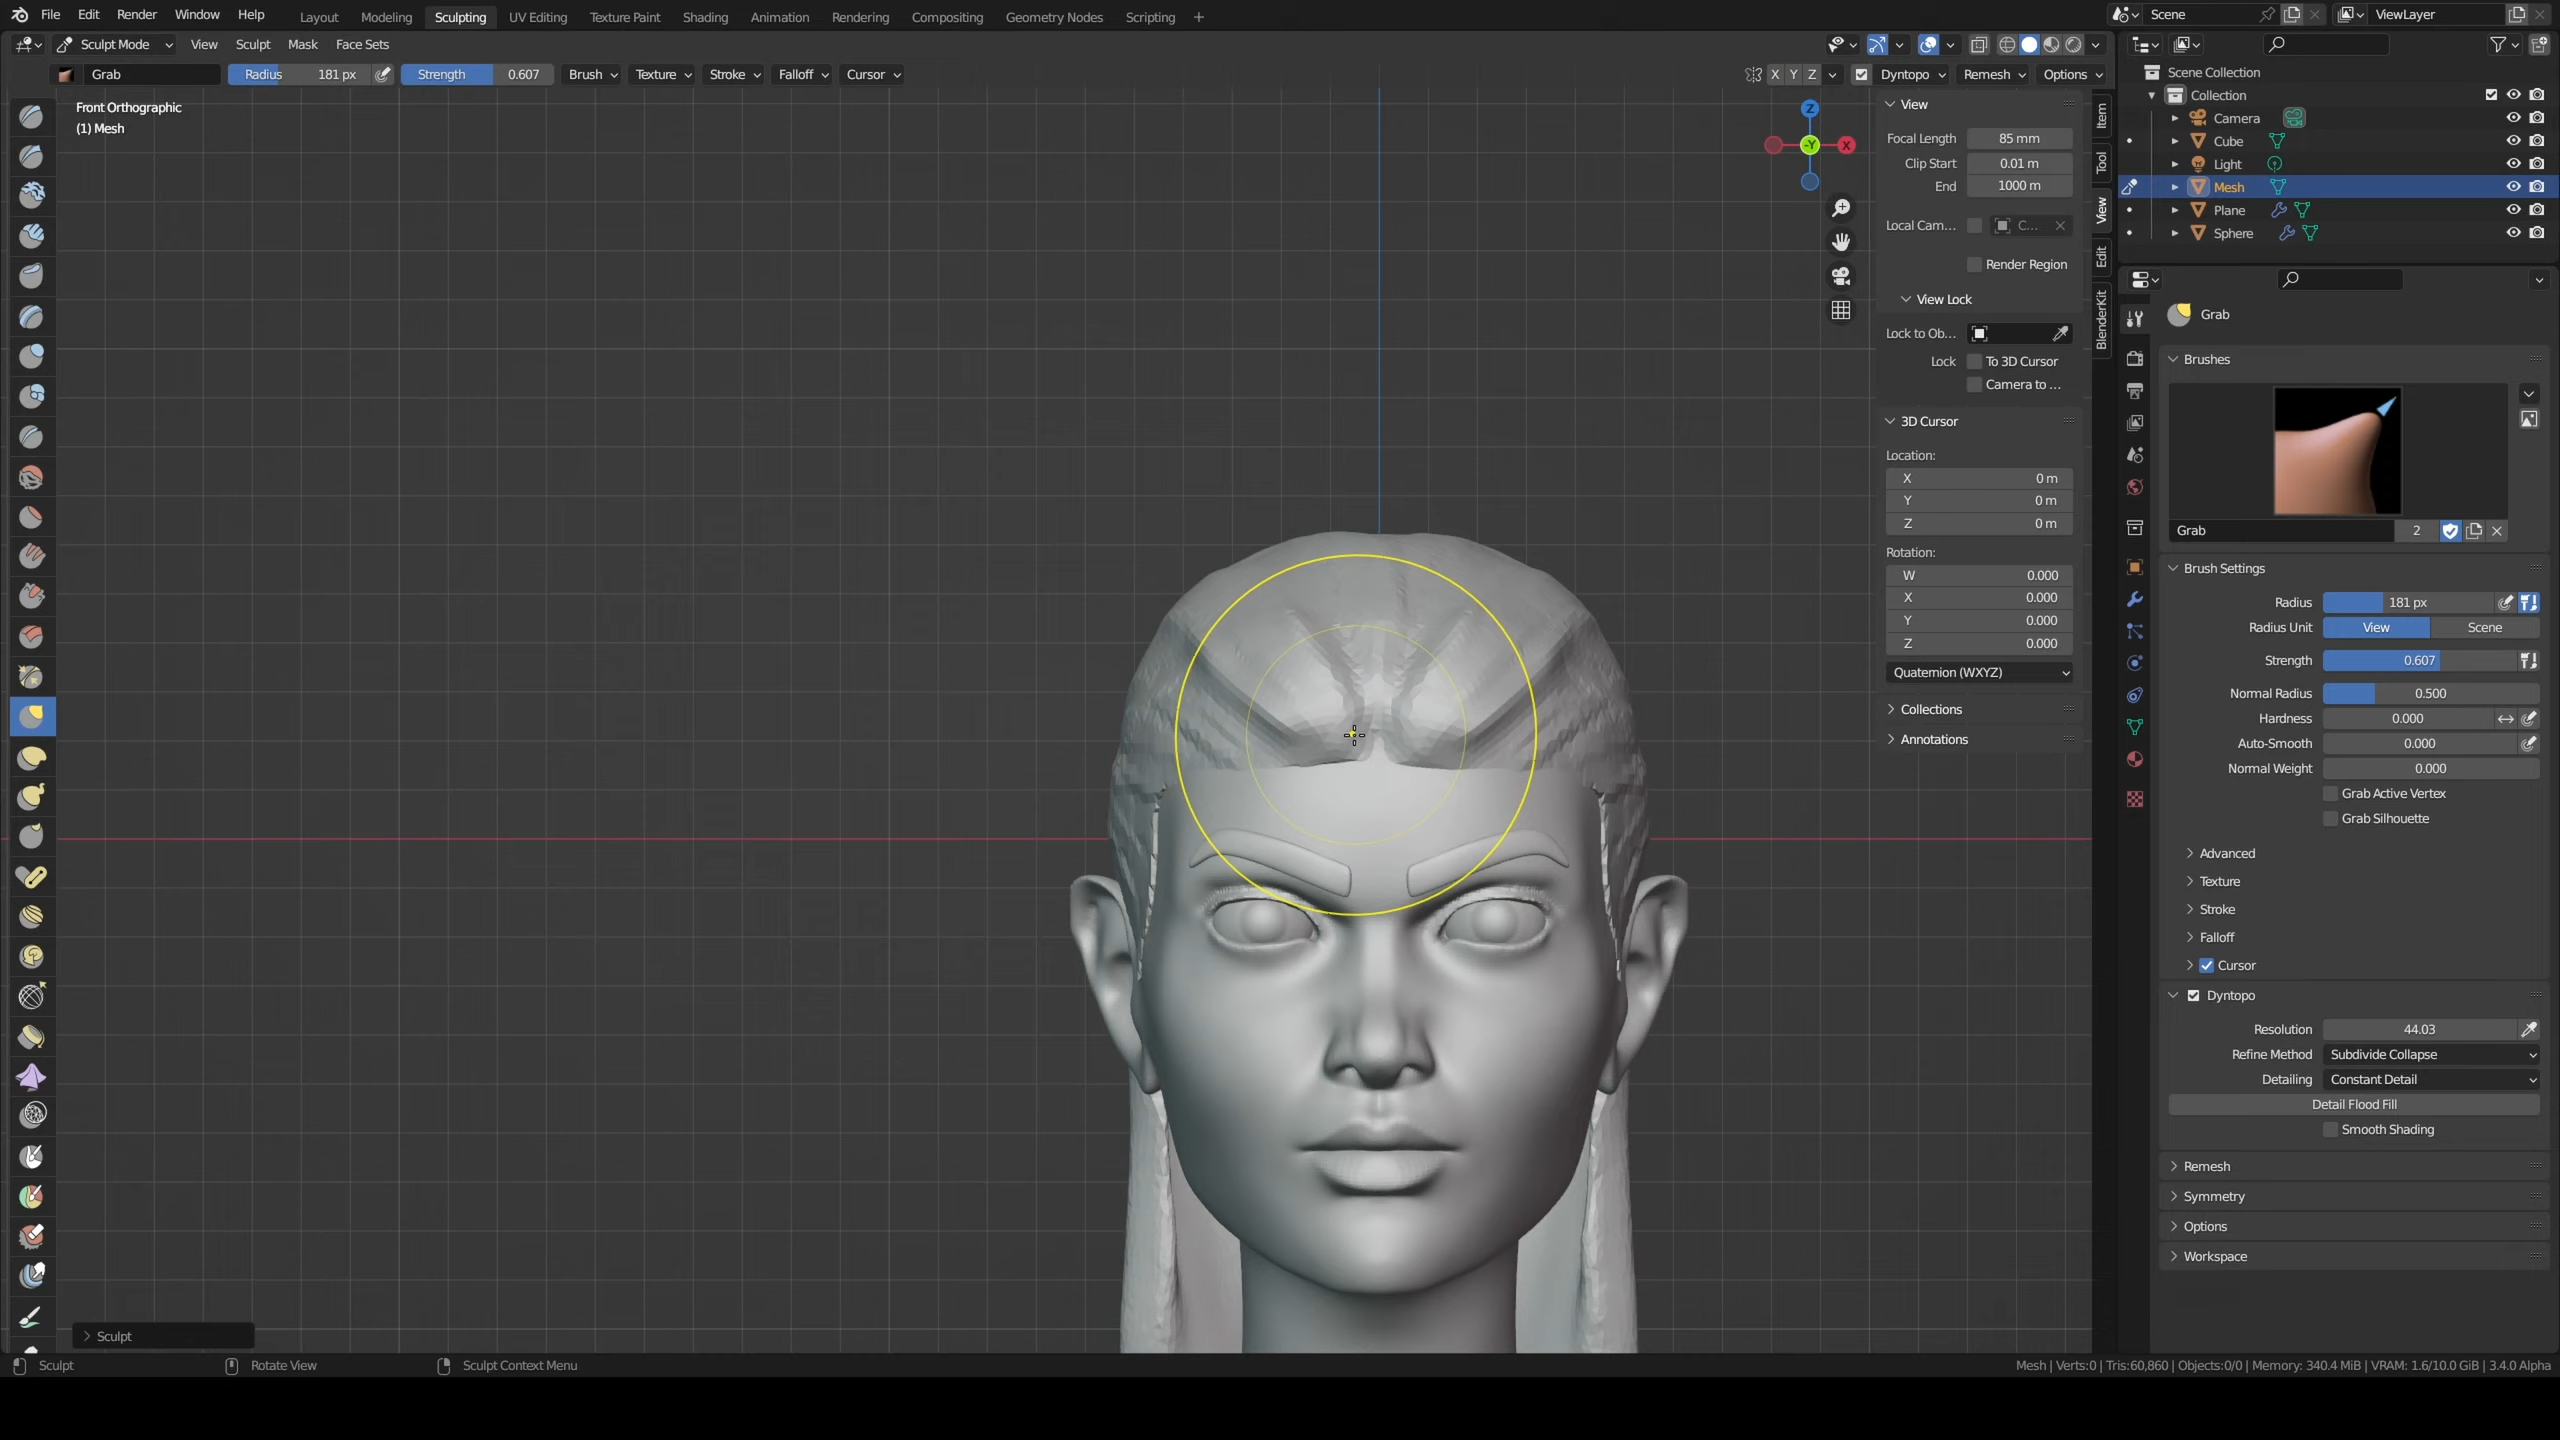 File Edit Render Window Help Layout Modeling Sculpting UV Editing Texture Paint Shading Animation Rendering Compositing Geometry Nodes Scripting + Scene ViewLayer
Sculpt Mode View Sculpt Mask Face Sets
Grab Radius 181 px Strength 0.607 Brush Texture Stroke Falloff Cursor X Y Z Dyntopo Remesh Options
Front Orthographic
(1) Mesh
Z
-Y
X
View
Focal Length 85 mm
Clip Start 0.01 m
End 1000 m
Local Cam... C...
Render Region
View Lock
Lock to Ob...
Lock To 3D Cursor
Camera to ...
3D Cursor
Location:
X 0 m
Y 0 m
Z 0 m
Rotation:
W 0.000
X 0.000
Y 0.000
Z 0.000
Quaternion (WXYZ)
Collections
Annotations
Item
Tool
View
Edit
BlenderKit
Scene Collection
Collection
Camera
Cube
Light
Mesh
Plane
Sphere
Grab
Brushes
Grab 2
Brush Settings
Radius 181 px
Radius Unit View Scene
Strength 0.607
Normal Radius 0.500
Hardness 0.000
Auto-Smooth 0.000
Normal Weight 0.000
Grab Active Vertex
Grab Silhouette
Advanced
Texture
Stroke
Falloff
Cursor
Dyntopo
Resolution 44.03
Refine Method Subdivide Collapse
Detailing Constant Detail
Detail Flood Fill
Smooth Shading
Remesh
Symmetry
Options
Workspace
Sculpt
Sculpt Rotate View Sculpt Context Menu Mesh | Verts:0 | Tris:60,860 | Objects:0/0 | Memory: 340.4 MiB | VRAM: 1.6/10.0 GiB | 3.4.0 Alpha